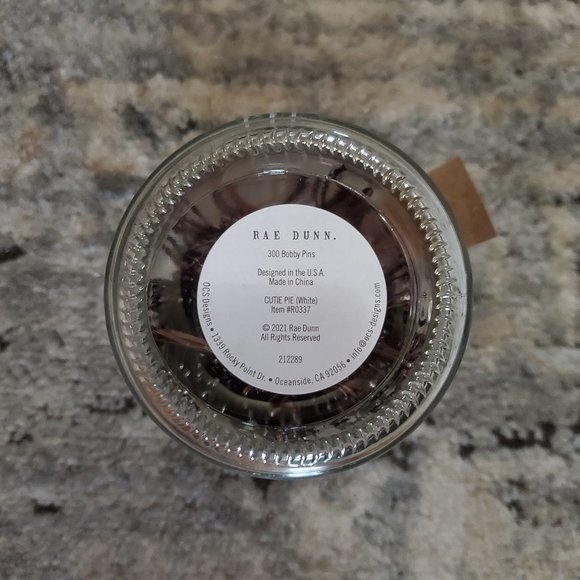 RAE DUNN.
300 Bobby Pins
Designed in the U.S.A.
Made in China
CUTIE PIE (White)
Item #R0337
© 2021 Rae Dunn
All Rights Reserved
212289
OCS Designs • 1339 Rocky Point Dr. • Oceanside, CA 92056 • info@ocs-designs.com